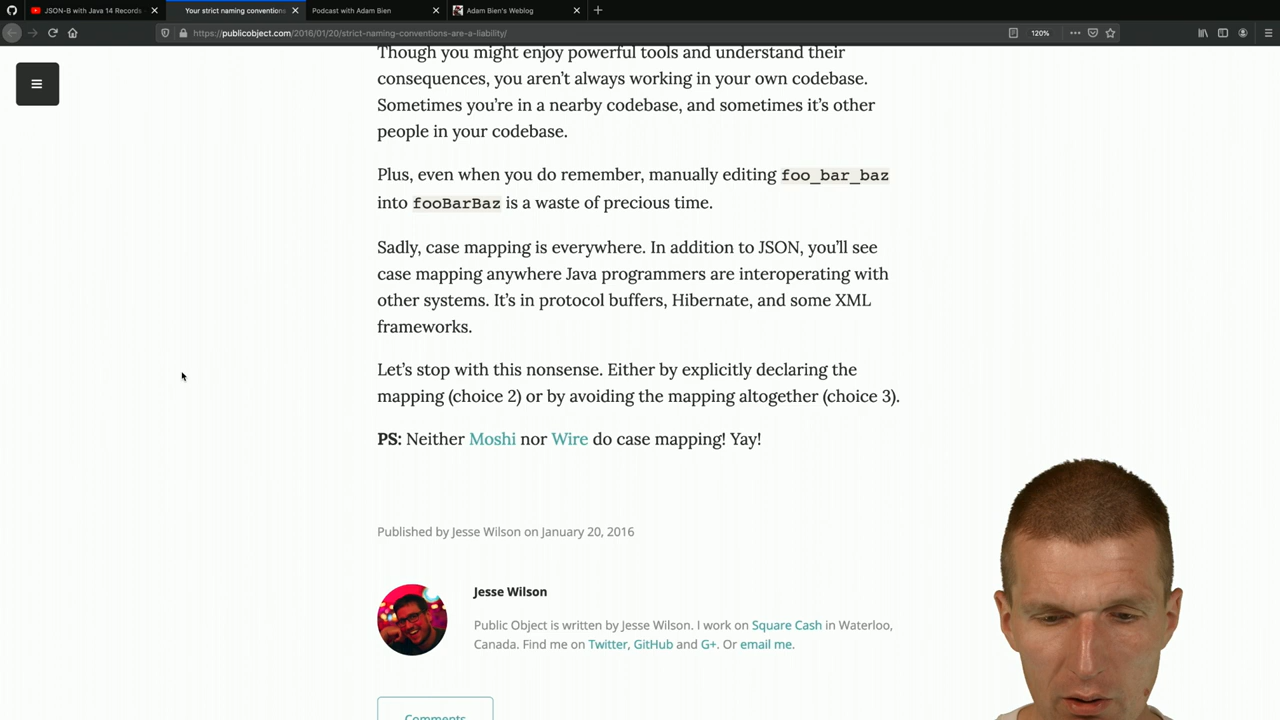 JSON-B with Java 14 Records
Your strict naming conventions
Podcast with Adam Bien
Adam Bien's Weblog
https://publicobject.com/2016/01/20/strict-naming-conventions-are-a-liability/
120%
Though you might enjoy powerful tools and understand their
consequences, you aren't always working in your own codebase.
Sometimes you're in a nearby codebase, and sometimes it's other
people in your codebase.
Plus, even when you do remember, manually editing foo_bar_baz
into fooBarBaz is a waste of precious time.
Sadly, case mapping is everywhere. In addition to JSON, you'll see
case mapping anywhere Java programmers are interoperating with
other systems. It's in protocol buffers, Hibernate, and some XML
frameworks.
Let's stop with this nonsense. Either by explicitly declaring the
mapping (choice 2) or by avoiding the mapping altogether (choice 3).
PS: Neither Moshi nor Wire do case mapping! Yay!
Published by Jesse Wilson on January 20, 2016
Jesse Wilson
Public Object is written by Jesse Wilson. I work on Square Cash in Waterloo,
Canada. Find me on Twitter, GitHub and G+. Or email me.
Comments